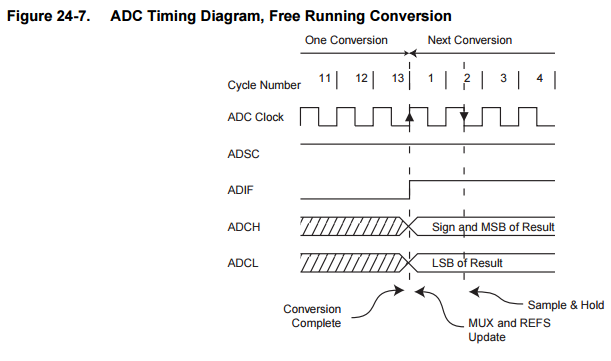 Figure 24-7. ADC Timing Diagram, Free Running Conversion
One Conversion Next Conversion
Cycle Number 11 12 13 1 2 3 4
ADC Clock
ADSC
ADIF
ADCH Sign and MSB of Result
ADCL LSB of Result
Conversion
Complete
Sample & Hold
MUX and REFS
Update